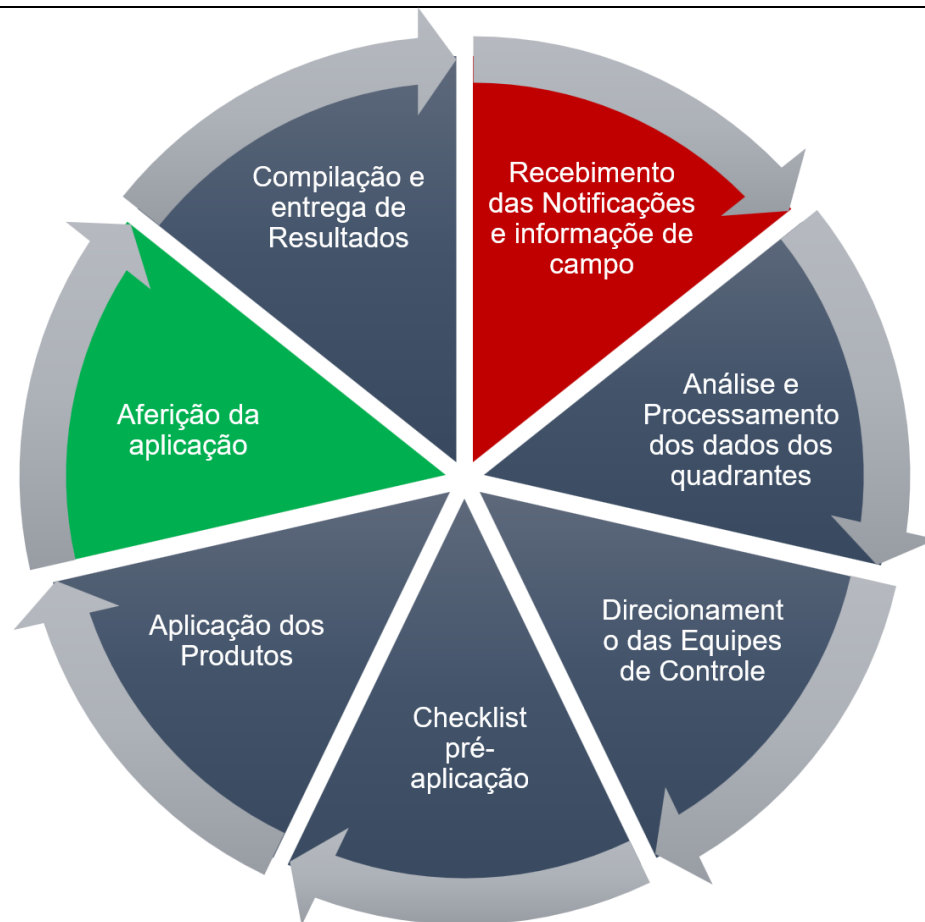 Recebimento
das Notificações
e informaçõe de
campo
Análise e
Processamento
dos dados dos
quadrantes
Direcionament
o das Equipes
de Controle
Checklist
pré-
aplicação
Aplicação dos
Produtos
Aferição da
aplicação
Compilação e
entrega de
Resultados